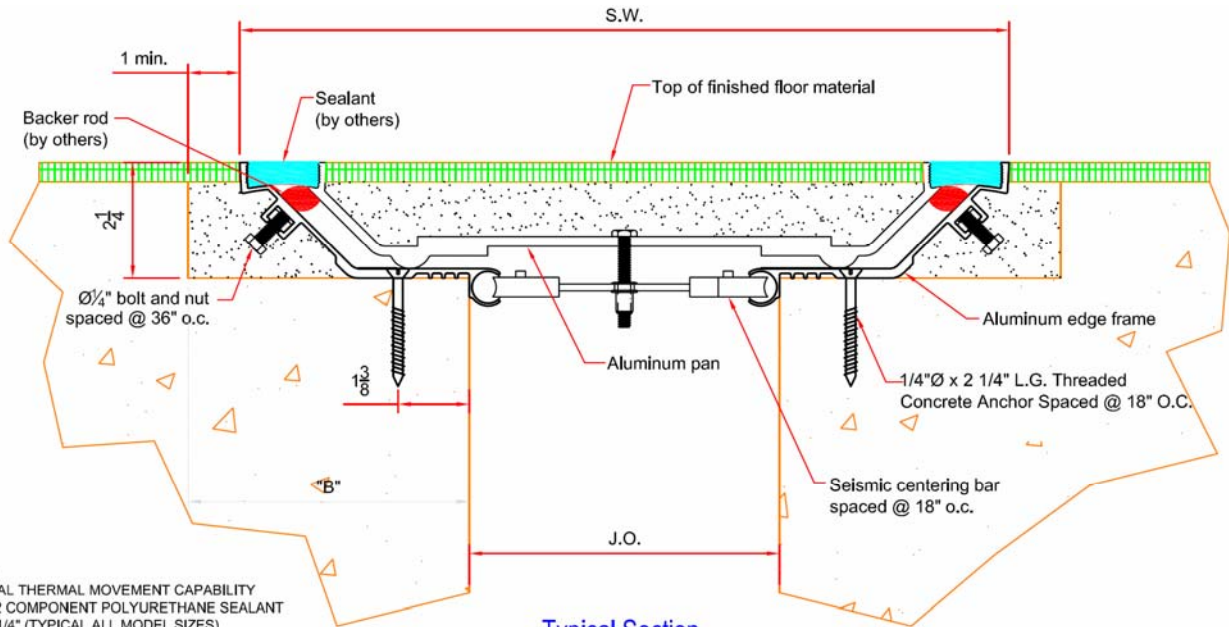 S.W.
1 min.
Sealant
(by others)
Top of finished floor material
Backer rod
(by others)
2 1/4
Ø1/4" bolt and nut
spaced @ 36" o.c.
Aluminum edge frame
Aluminum pan
1 3/8
1/4"Ø x 2 1/4" L.G. Threaded
Concrete Anchor Spaced @ 18" O.C.
"B"
Seismic centering bar
spaced @ 18" o.c.
J.O.
THERMAL MOVEMENT CAPABILITY
COMPONENT POLYURETHANE SEALANT
(TYPICAL ALL MODEL SIZES)
Typical Section